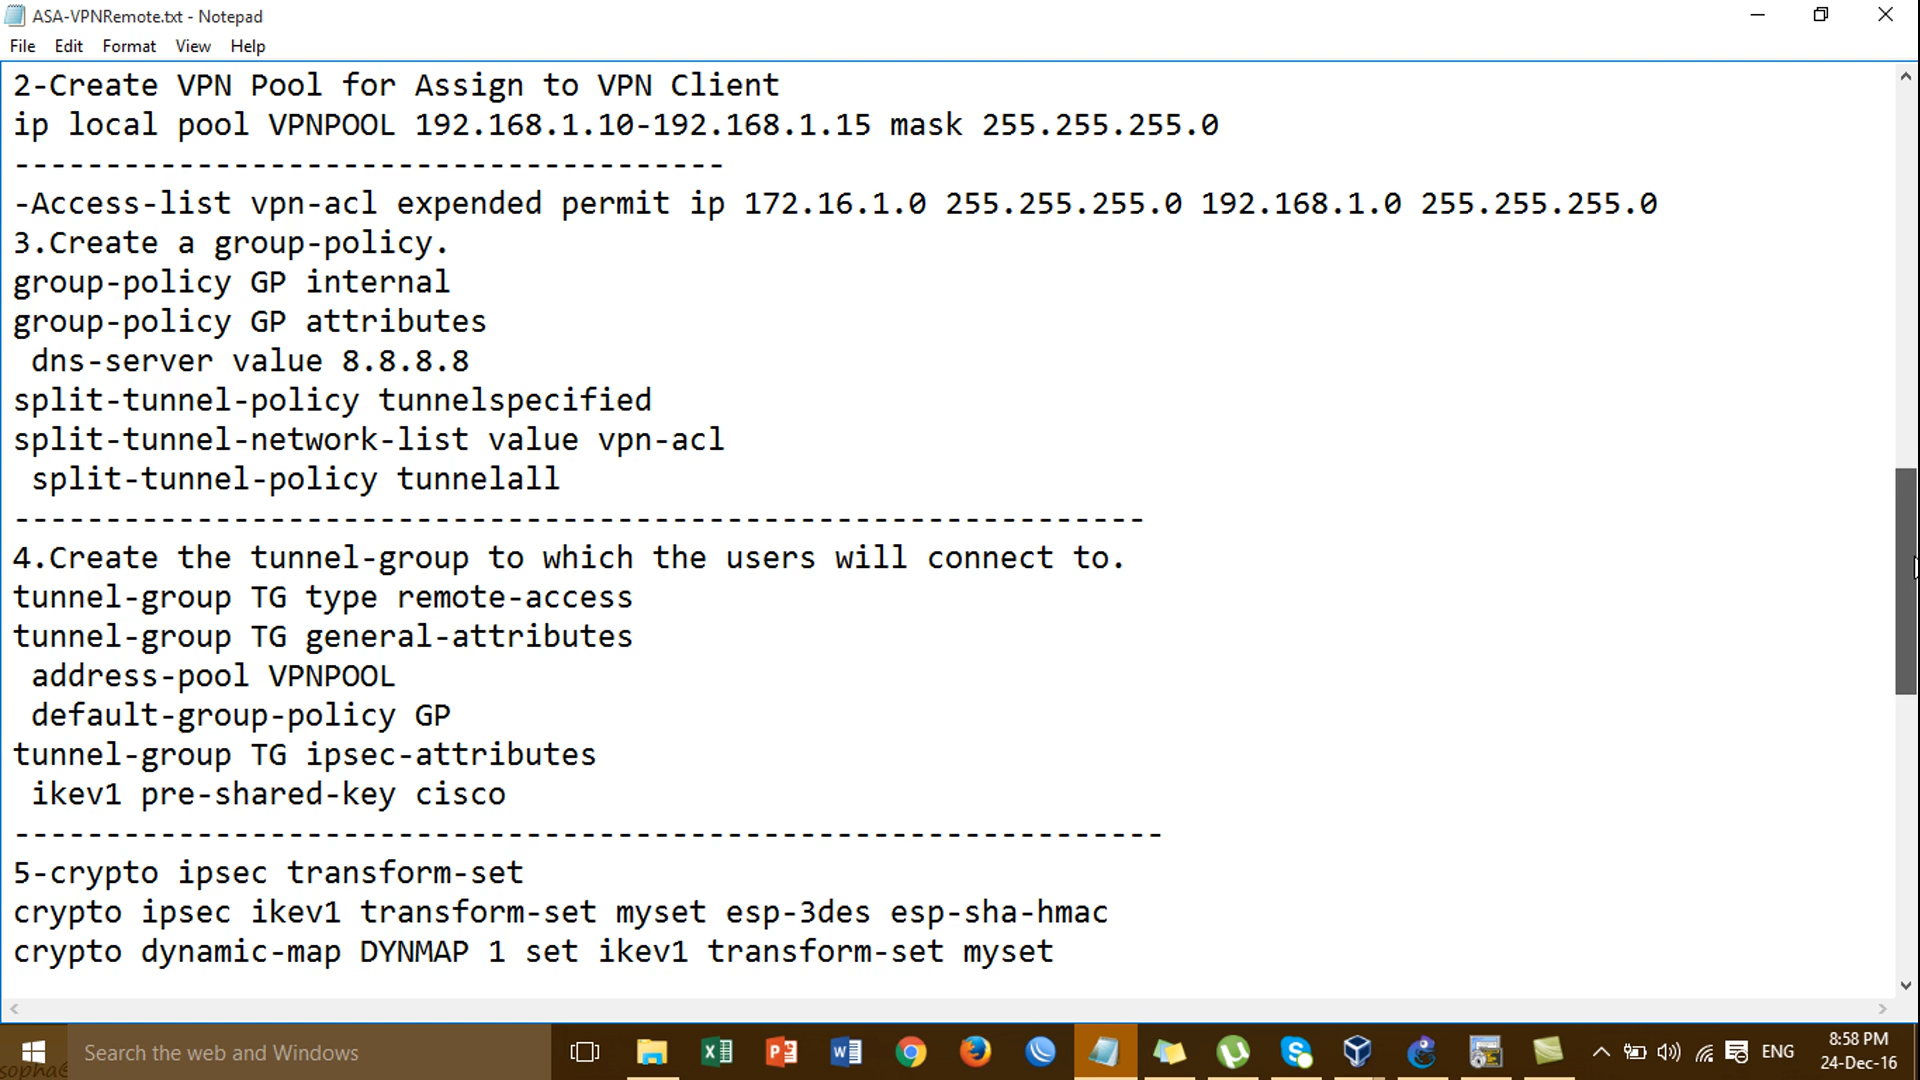 ASA-VPNRemote.txt - Notepad
File Edit Format View Help
2-Create VPN Pool for Assign to VPN Client
ip local pool VPNPOOL 192.168.1.10-192.168.1.15 mask 255.255.255.0
---------------------------------------
-Access-list vpn-acl expended permit ip 172.16.1.0 255.255.255.0 192.168.1.0 255.255.255.0
3.Create a group-policy.
group-policy GP internal
group-policy GP attributes
 dns-server value 8.8.8.8
split-tunnel-policy tunnelspecified
split-tunnel-network-list value vpn-acl
 split-tunnel-policy tunnelall
--------------------------------------------------------------
4.Create the tunnel-group to which the users will connect to.
tunnel-group TG type remote-access
tunnel-group TG general-attributes
 address-pool VPNPOOL
 default-group-policy GP
tunnel-group TG ipsec-attributes
 ikev1 pre-shared-key cisco
---------------------------------------------------------------
5-crypto ipsec transform-set
crypto ipsec ikev1 transform-set myset esp-3des esp-sha-hmac
crypto dynamic-map DYNMAP 1 set ikev1 transform-set myset
Search the web and Windows
ENG
8:58 PM
24-Dec-16